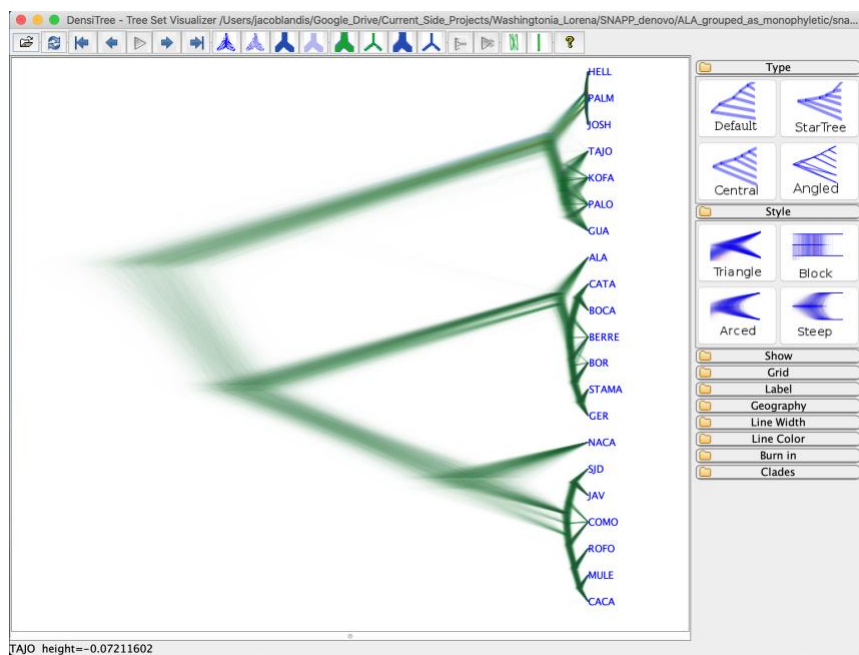 DensiTree - Tree Set Visualizer /Users/jacoblandis/Google_Drive/Current_Side_Projects/Washingtonia_Lorena/SNAPP_denovo/ALA_grouped_as_monophyletic/sna...
?
HELL
PALM
JOSH
TAJO
KOFA
PALO
GUA
ALA
CATA
BOCA
BERRE
BOR
STAMA
GER
NACA
SJD
JAV
COMO
ROFO
MULE
CACA
Type
Default
StarTree
Central
Angled
Style
Triangle
Block
Arced
Steep
Show
Grid
Label
Geography
Line Width
Line Color
Burn in
Clades
TAJO height=-0.07211602